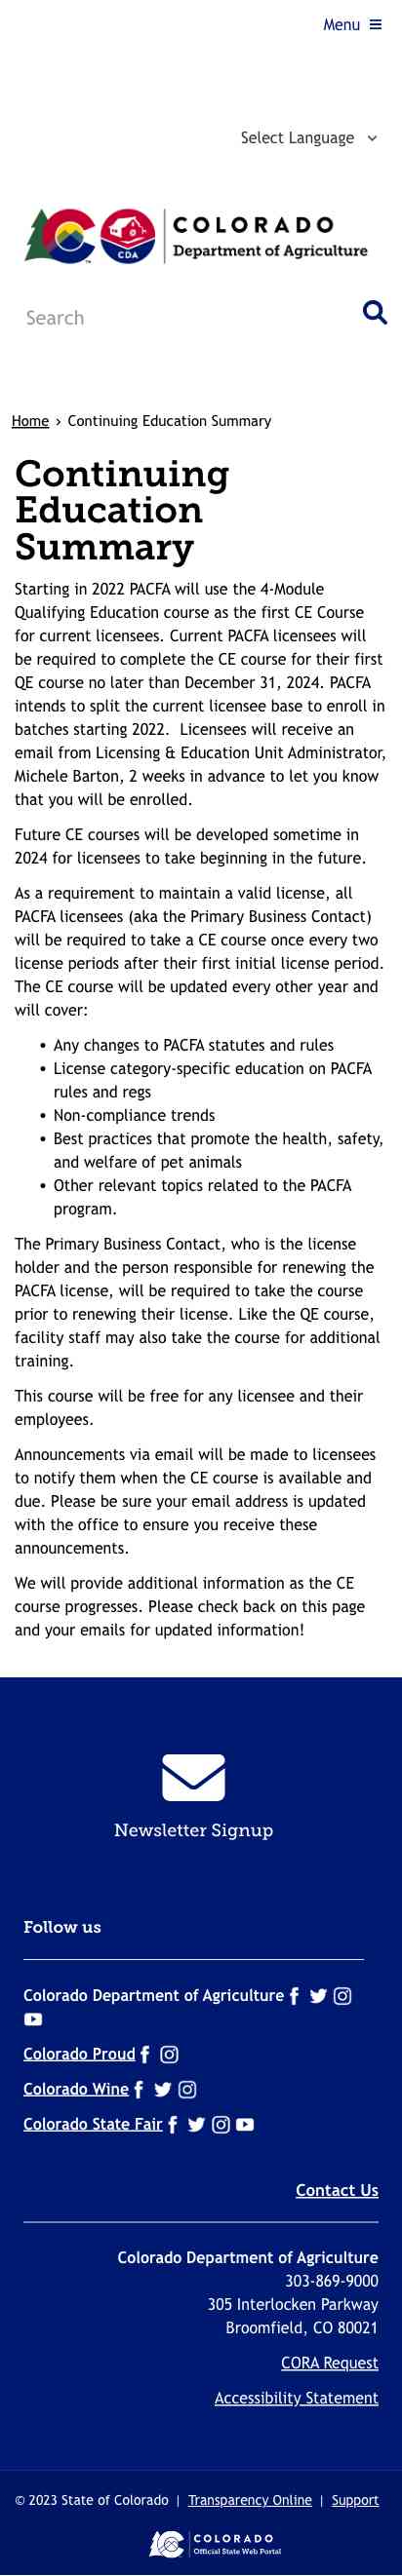 Menu
Select Language
CDA
COLORADO
Department of Agriculture
TM
Search
Home › Continuing Education Summary
Continuing
Education
Summary
Starting in 2022 PACFA will use the 4-Module
Qualifying Education course as the first CE Course
for current licensees. Current PACFA licensees will
be required to complete the CE course for their first
QE course no later than December 31, 2024. PACFA
intends to split the current licensee base to enroll in
batches starting 2022.  Licensees will receive an
email from Licensing & Education Unit Administrator,
Michele Barton, 2 weeks in advance to let you know
that you will be enrolled.
Future CE courses will be developed sometime in
2024 for licensees to take beginning in the future.
As a requirement to maintain a valid license, all
PACFA licensees (aka the Primary Business Contact)
will be required to take a CE course once every two
license periods after their first initial license period.
The CE course will be updated every other year and
will cover:
• Any changes to PACFA statutes and rules
• License category-specific education on PACFA
rules and regs
• Non-compliance trends
• Best practices that promote the health, safety,
and welfare of pet animals
• Other relevant topics related to the PACFA
program.
The Primary Business Contact, who is the license
holder and the person responsible for renewing the
PACFA license, will be required to take the course
prior to renewing their license. Like the QE course,
facility staff may also take the course for additional
training.
This course will be free for any licensee and their
employees.
Announcements via email will be made to licensees
to notify them when the CE course is available and
due. Please be sure your email address is updated
with the office to ensure you receive these
announcements.
We will provide additional information as the CE
course progresses. Please check back on this page
and your emails for updated information!
Newsletter Signup
Follow us
Colorado Department of Agriculture
Colorado Proud
Colorado Wine
Colorado State Fair
Contact Us
Colorado Department of Agriculture
303-869-9000
305 Interlocken Parkway
Broomfield, CO 80021
CORA Request
Accessibility Statement
© 2023 State of Colorado | Transparency Online | Support
COLORADO
Official State Web Portal